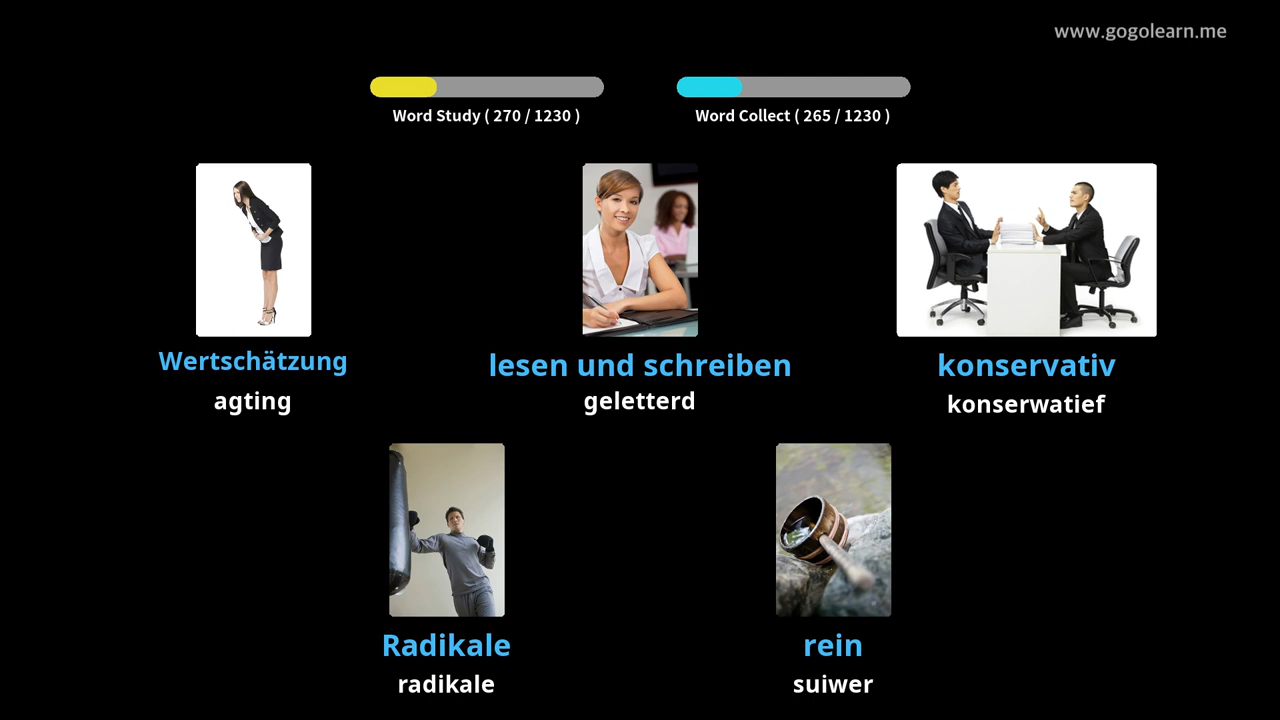 www.gogolearn.me
Word Study ( 270 / 1230 )
Word Collect ( 265 / 1230 )
Wertschätzung
agting
lesen und schreiben
geletterd
konservativ
konserwatief
Radikale
radikale
rein
suiwer